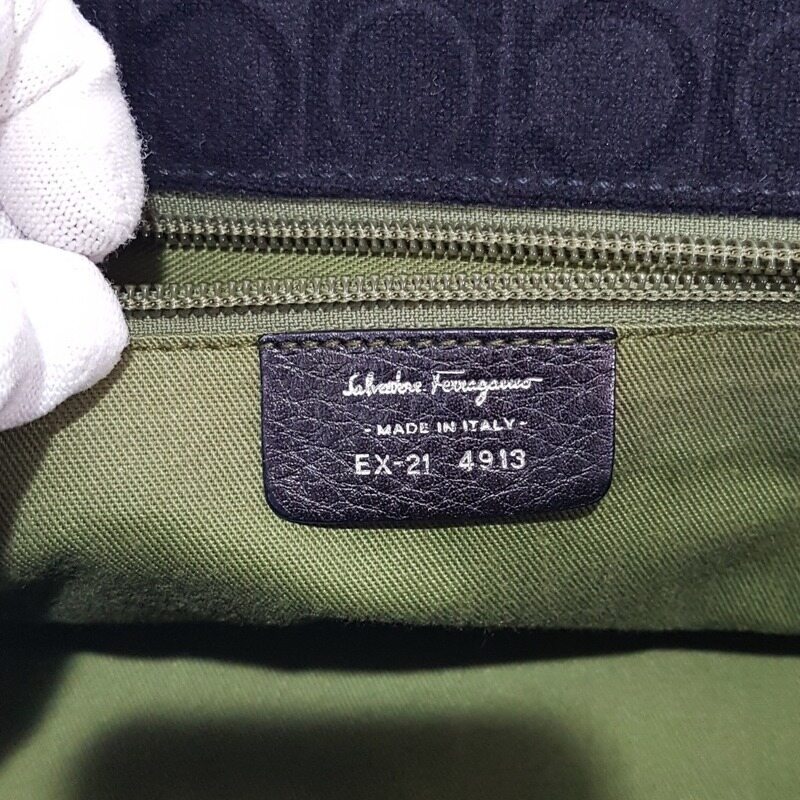 Salvatore Ferragamo
- MADE IN ITALY -
EX-21 4913